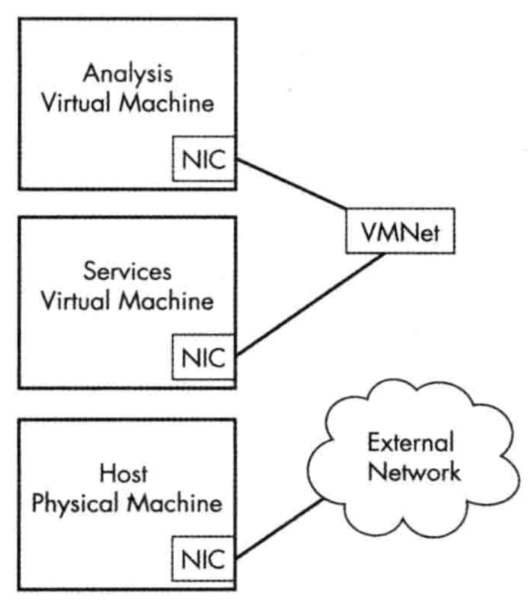 Analysis
Virtual Machine
NIC
VMNet
Services
Virtual Machine
NIC
External
Network
Host
Physical Machine
NIC